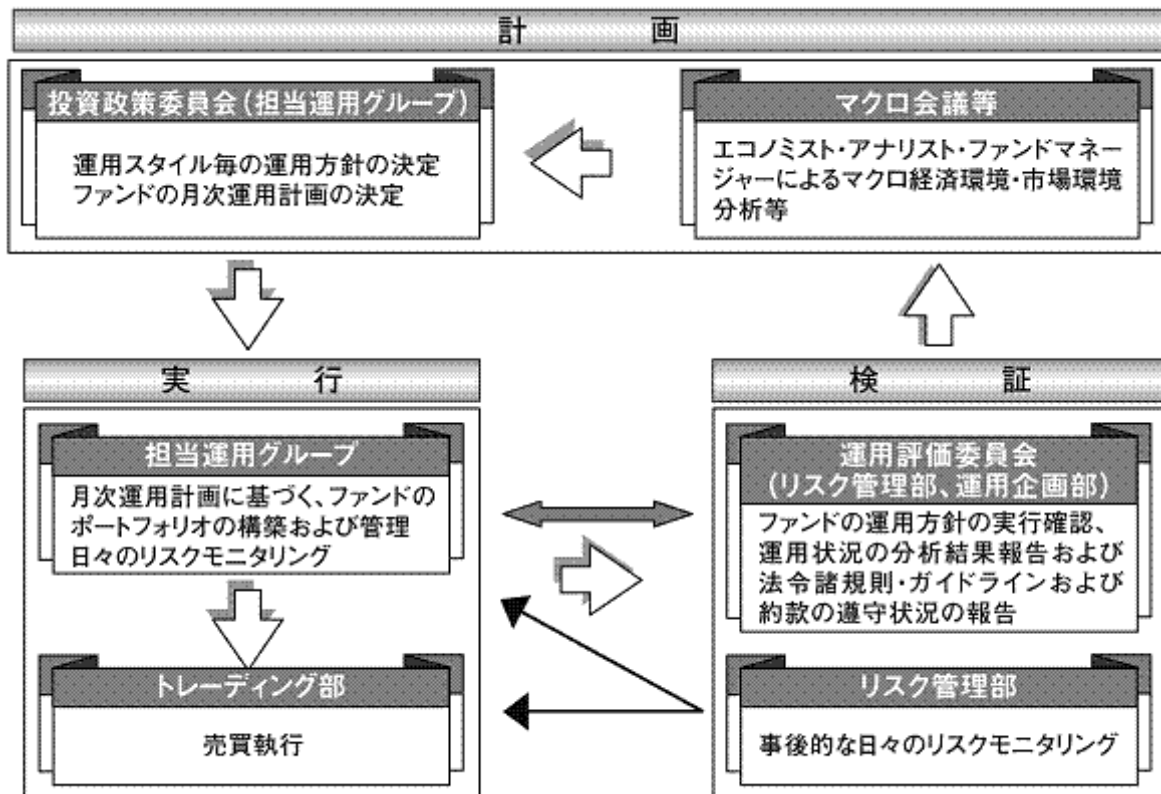 計画
投資政策委員会(担当運用グループ)
運用スタイル毎の運用方針の決定
ファンドの月次運用計画の決定
マクロ会議等
エコノミスト・アナリスト・ファンドマネー
ジャーによるマクロ経済環境・市場環境
分析等
実行
担当運用グループ
月次運用計画に基づく、ファンドの
ポートフォリオの構築および管理
日々のリスクモニタリング
トレーディング部
売買執行
検証
運用評価委員会
(リスク管理部、運用企画部)
ファンドの運用方針の実行確認、
運用状況の分析結果報告および
法令諸規則・ガイドラインおよび
約款の遵守状況の報告
リスク管理部
事後的な日々のリスクモニタリング